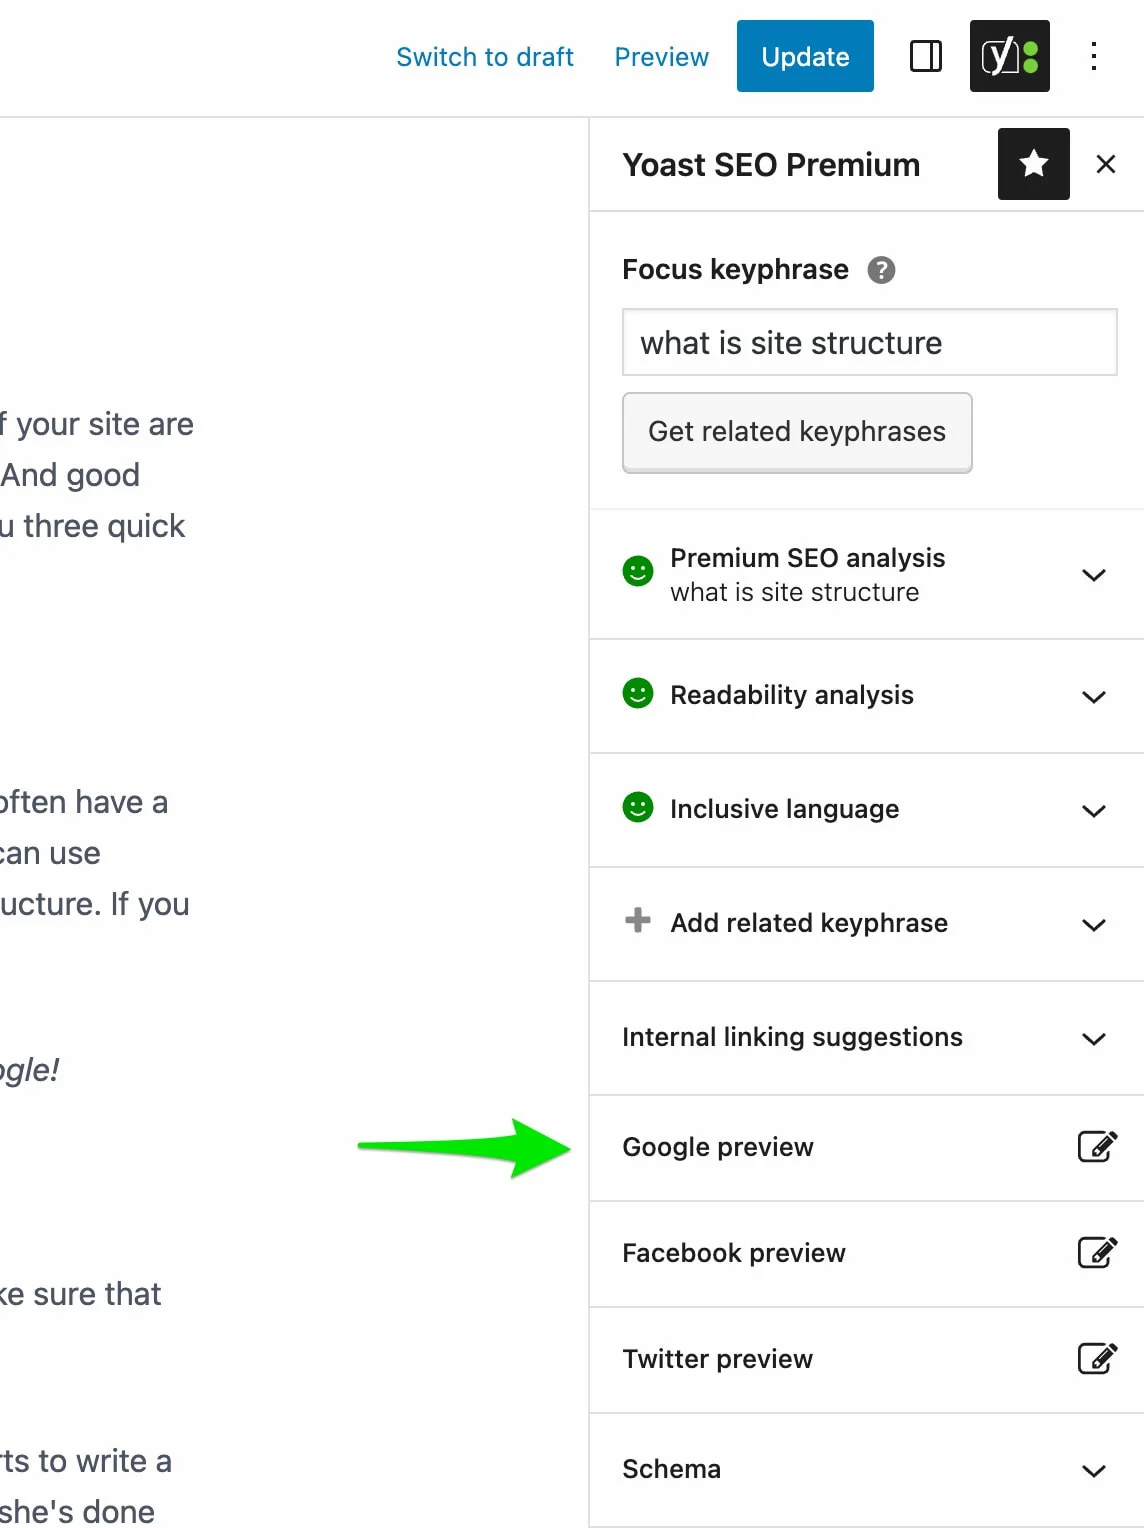 Switch to draft
Preview
Update
y
Yoast SEO Premium
Focus keyphrase ?
what is site structure
Get related keyphrases
Premium SEO analysis
what is site structure
Readability analysis
Inclusive language
Add related keyphrase
Internal linking suggestions
Google preview
Facebook preview
Twitter preview
Schema
f your site are
And good
u three quick
often have a
can use
ucture. If you
ogle!
ke sure that
rts to write a
she's done